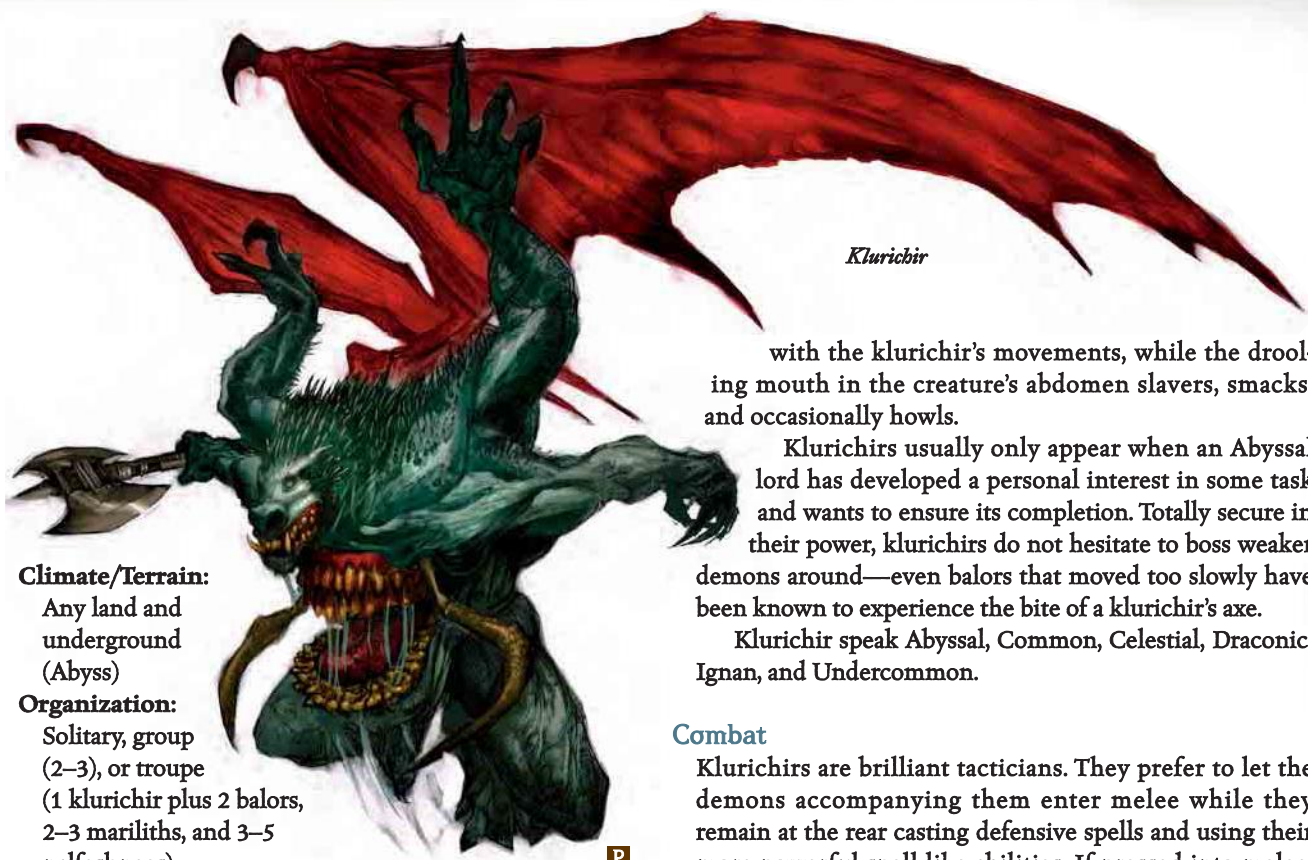 Klurichir
with the klurichir's movements, while the drool-
ing mouth in the creature's abdomen slavers, smacks
and occasionally howls.
Klurichirs usually only appear when an Abyssal
lord has developed a personal interest in some task
and wants to ensure its completion. Totally secure in
their power, klurichirs do not hesitate to boss weaker
demons around—even balors that moved too slowly have
been known to experience the bite of a klurichir's axe.
Klurichir speak Abyssal, Common, Celestial, Draconic
Ignan, and Undercommon.
Combat
Klurichirs are brilliant tacticians. They prefer to let the
demons accompanying them enter melee while they
remain at the rear casting defensive spells and using their
Climate/Terrain:
Any land and
underground
(Abyss)
Organization:
Solitary, group
(2–3), or troupe
(1 klurichir plus 2 balors,
2–3 mariliths, and 3–5
P